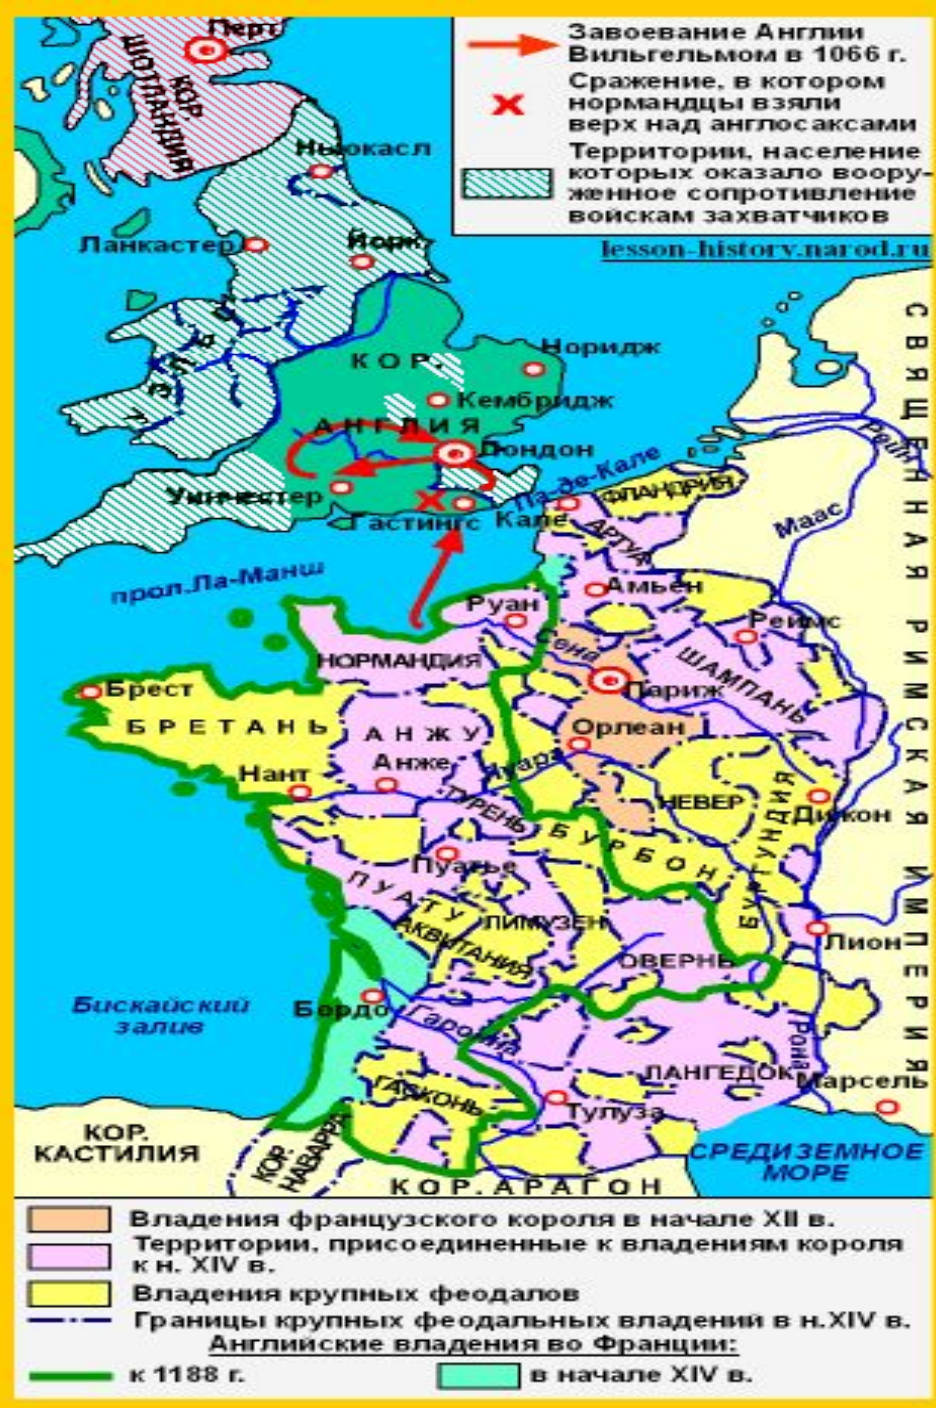 Перт
КОР.
ШОТЛАНДИЯ
Завоевание Англии
Вильгельмом в 1066 г.
Сражение, в котором
нормандцы взяли
верх над англосаксами
Территории, население
которых оказало воору-
женное сопротивление
войскам захватчиков
lesson-history.narod.ru
Ньюкасл
Ланкастер
Йорк
УЭЛЬС
КОР.
АНГЛИЯ
Норидж
Кембридж
Лондон
Уинчестер
Гастингс
Па-де-Кале
Кале
ФЛАНДРИЯ
АРТУА
Рейн
Маас
СВЯЩЕННАЯ РИМСКАЯ ИМПЕРИЯ
прол.Ла-Манш
Амьен
Руан
Реймс
Сена
НОРМАНДИЯ
ШАМПАНЬ
Париж
Брест
БРЕТАНЬ
АНЖУ
Орлеан
Анже
Нант
Луара
ТУРЕНЬ
НЕВЕР
Дижон
БУРГУНДИЯ
БУРБОН
Пуатье
ПУАТУ
ЛИМУЗЕН
АКВИТАНИЯ
ОВЕРНЬ
Лион
Бискайский
залив
Бордо
Гаронна
Рона
ГАСКОНЬ
ЛАНГЕДОК
Марсель
Тулуза
КОР.
КАСТИЛИЯ
КОР.
НАВАРРА
КОР. АРАГОН
СРЕДИЗЕМНОЕ
МОРЕ
Владения французского короля в начале XII в.
Территории, присоединенные к владениям короля
к н. XIV в.
Владения крупных феодалов
Границы крупных феодальных владений в н.XIV в.
Английские владения во Франции:
к 1188 г.
в начале XIV в.